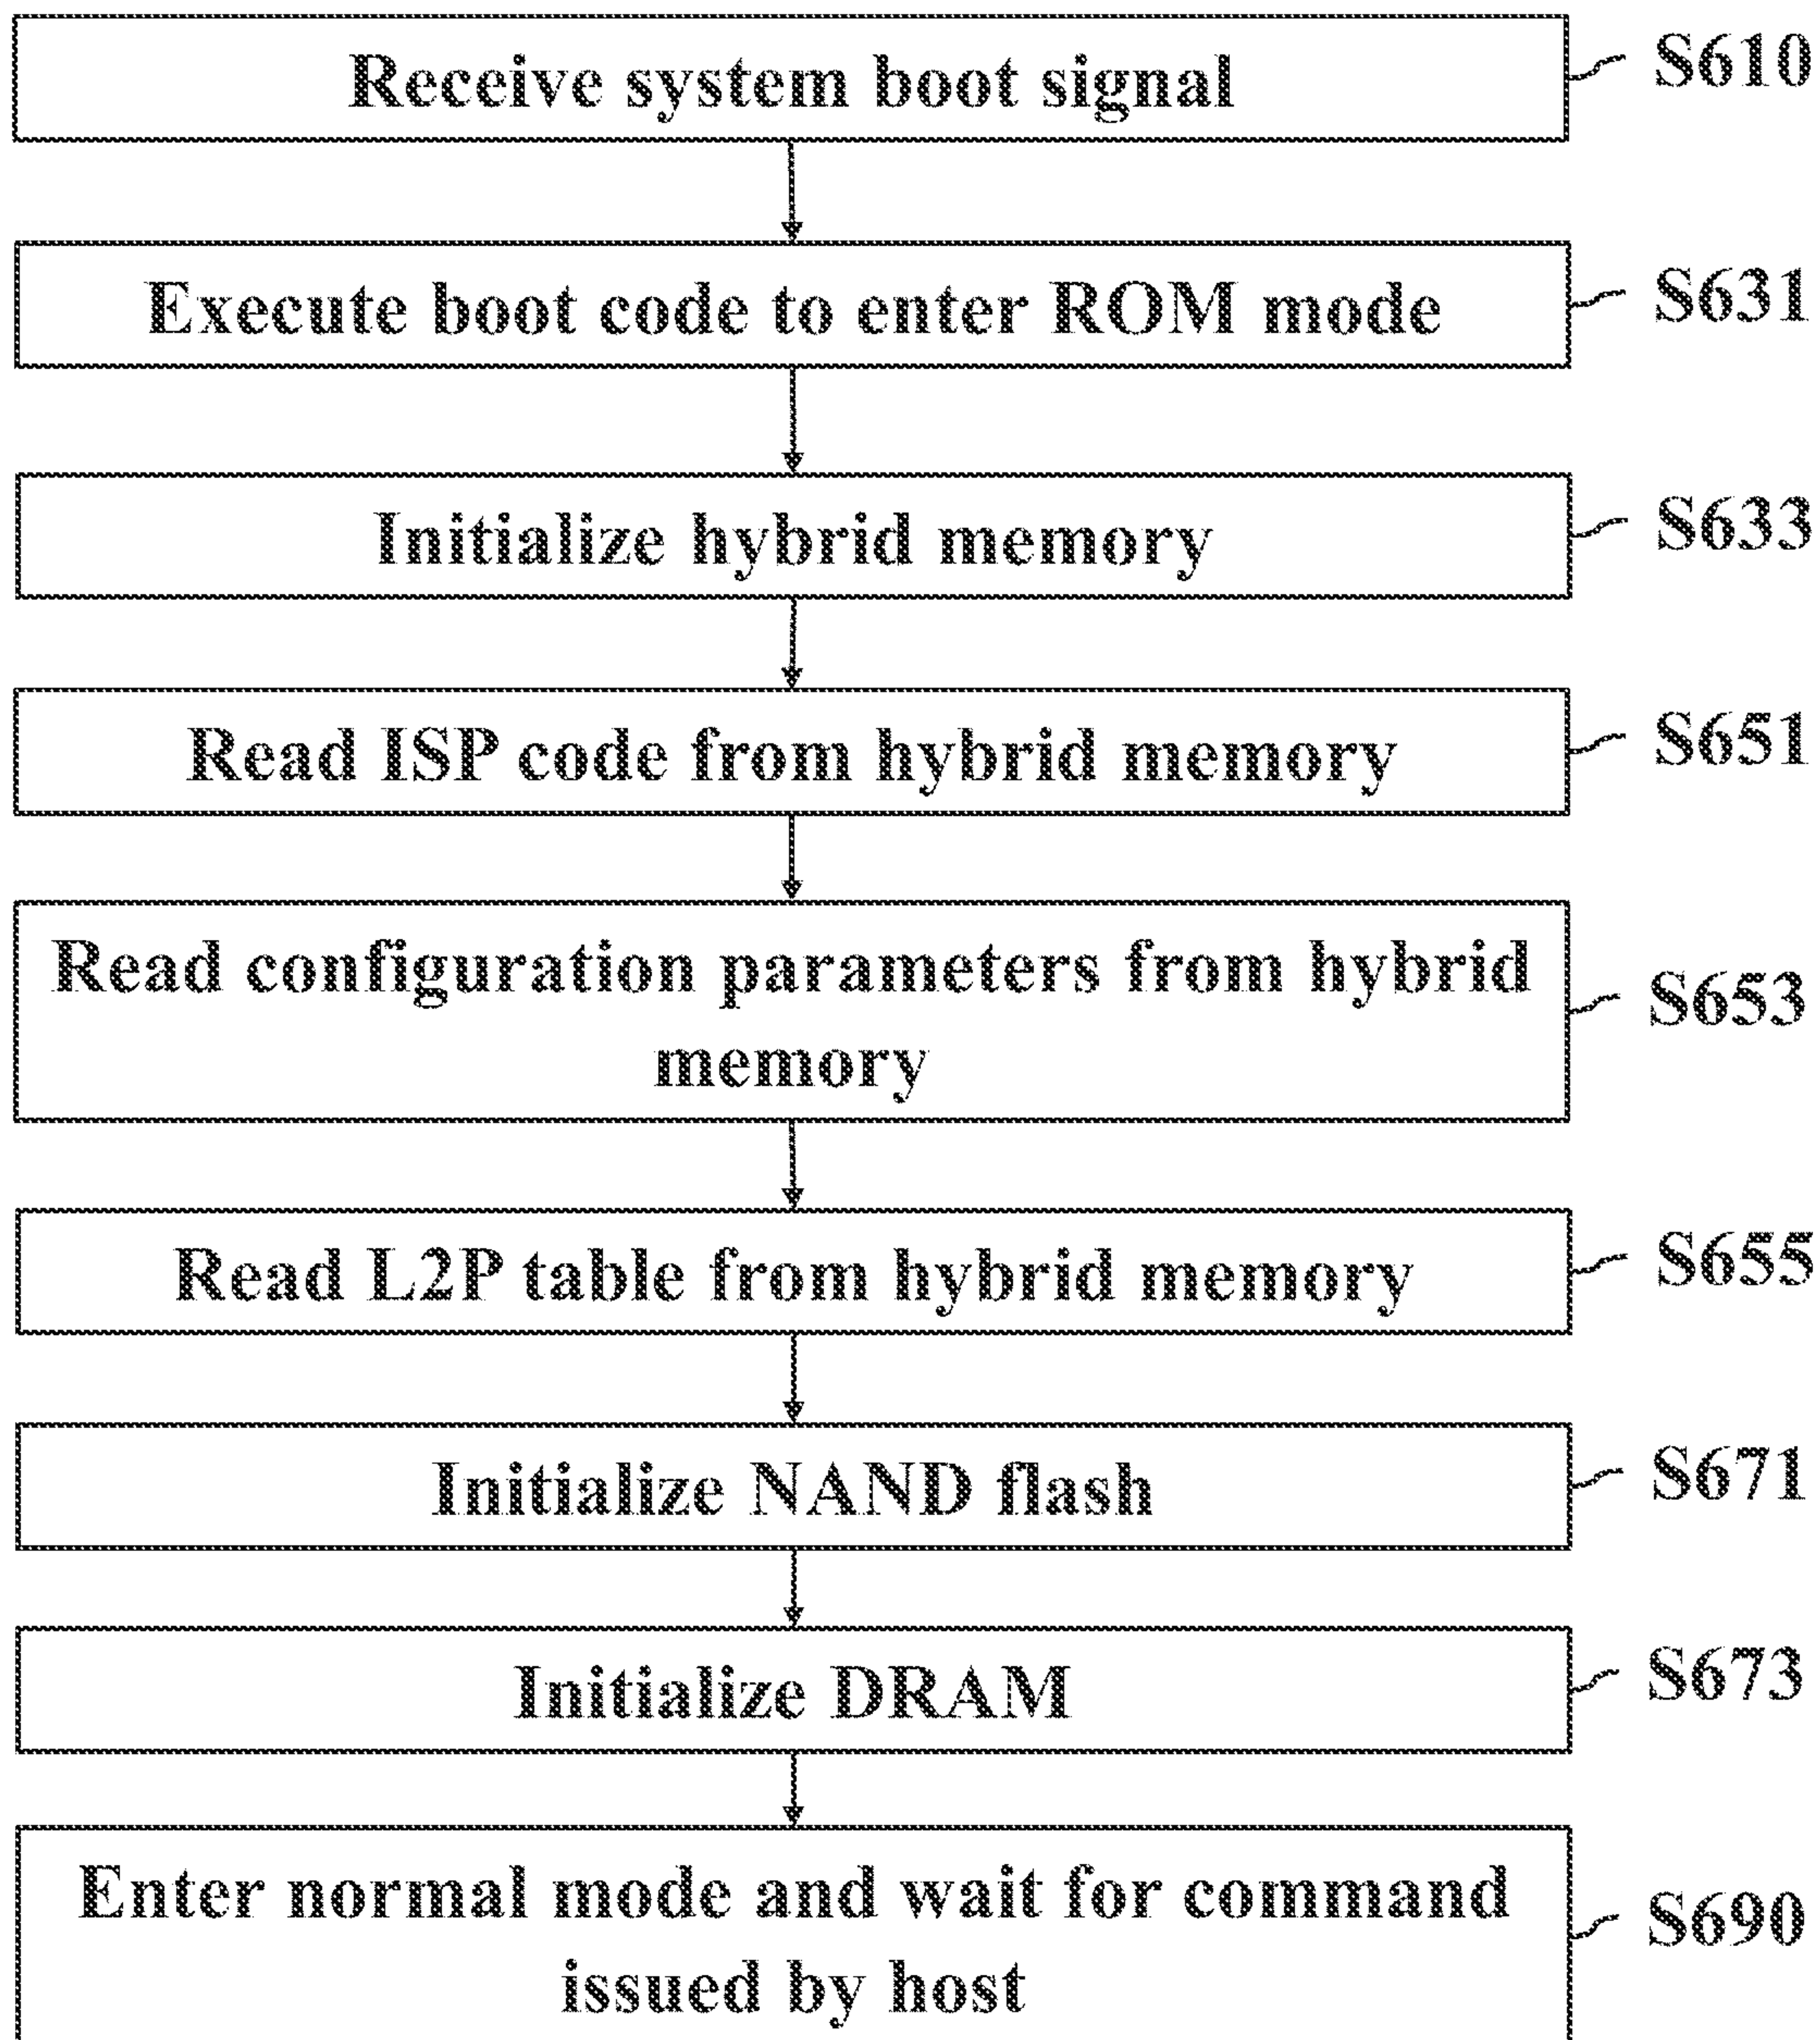 Receive system boot signal
S610
Execute boot code to enter ROM mode
S631
Initialize hybrid memory
S633
Read ISP code from hybrid memory
S651
Read configuration parameters from hybrid
memory
S653
Read L2P table from hybrid memory
S655
Initialize NAND flash
S671
Initialize DRAM
S673
Enter normal mode and wait for command
issued by host
S690